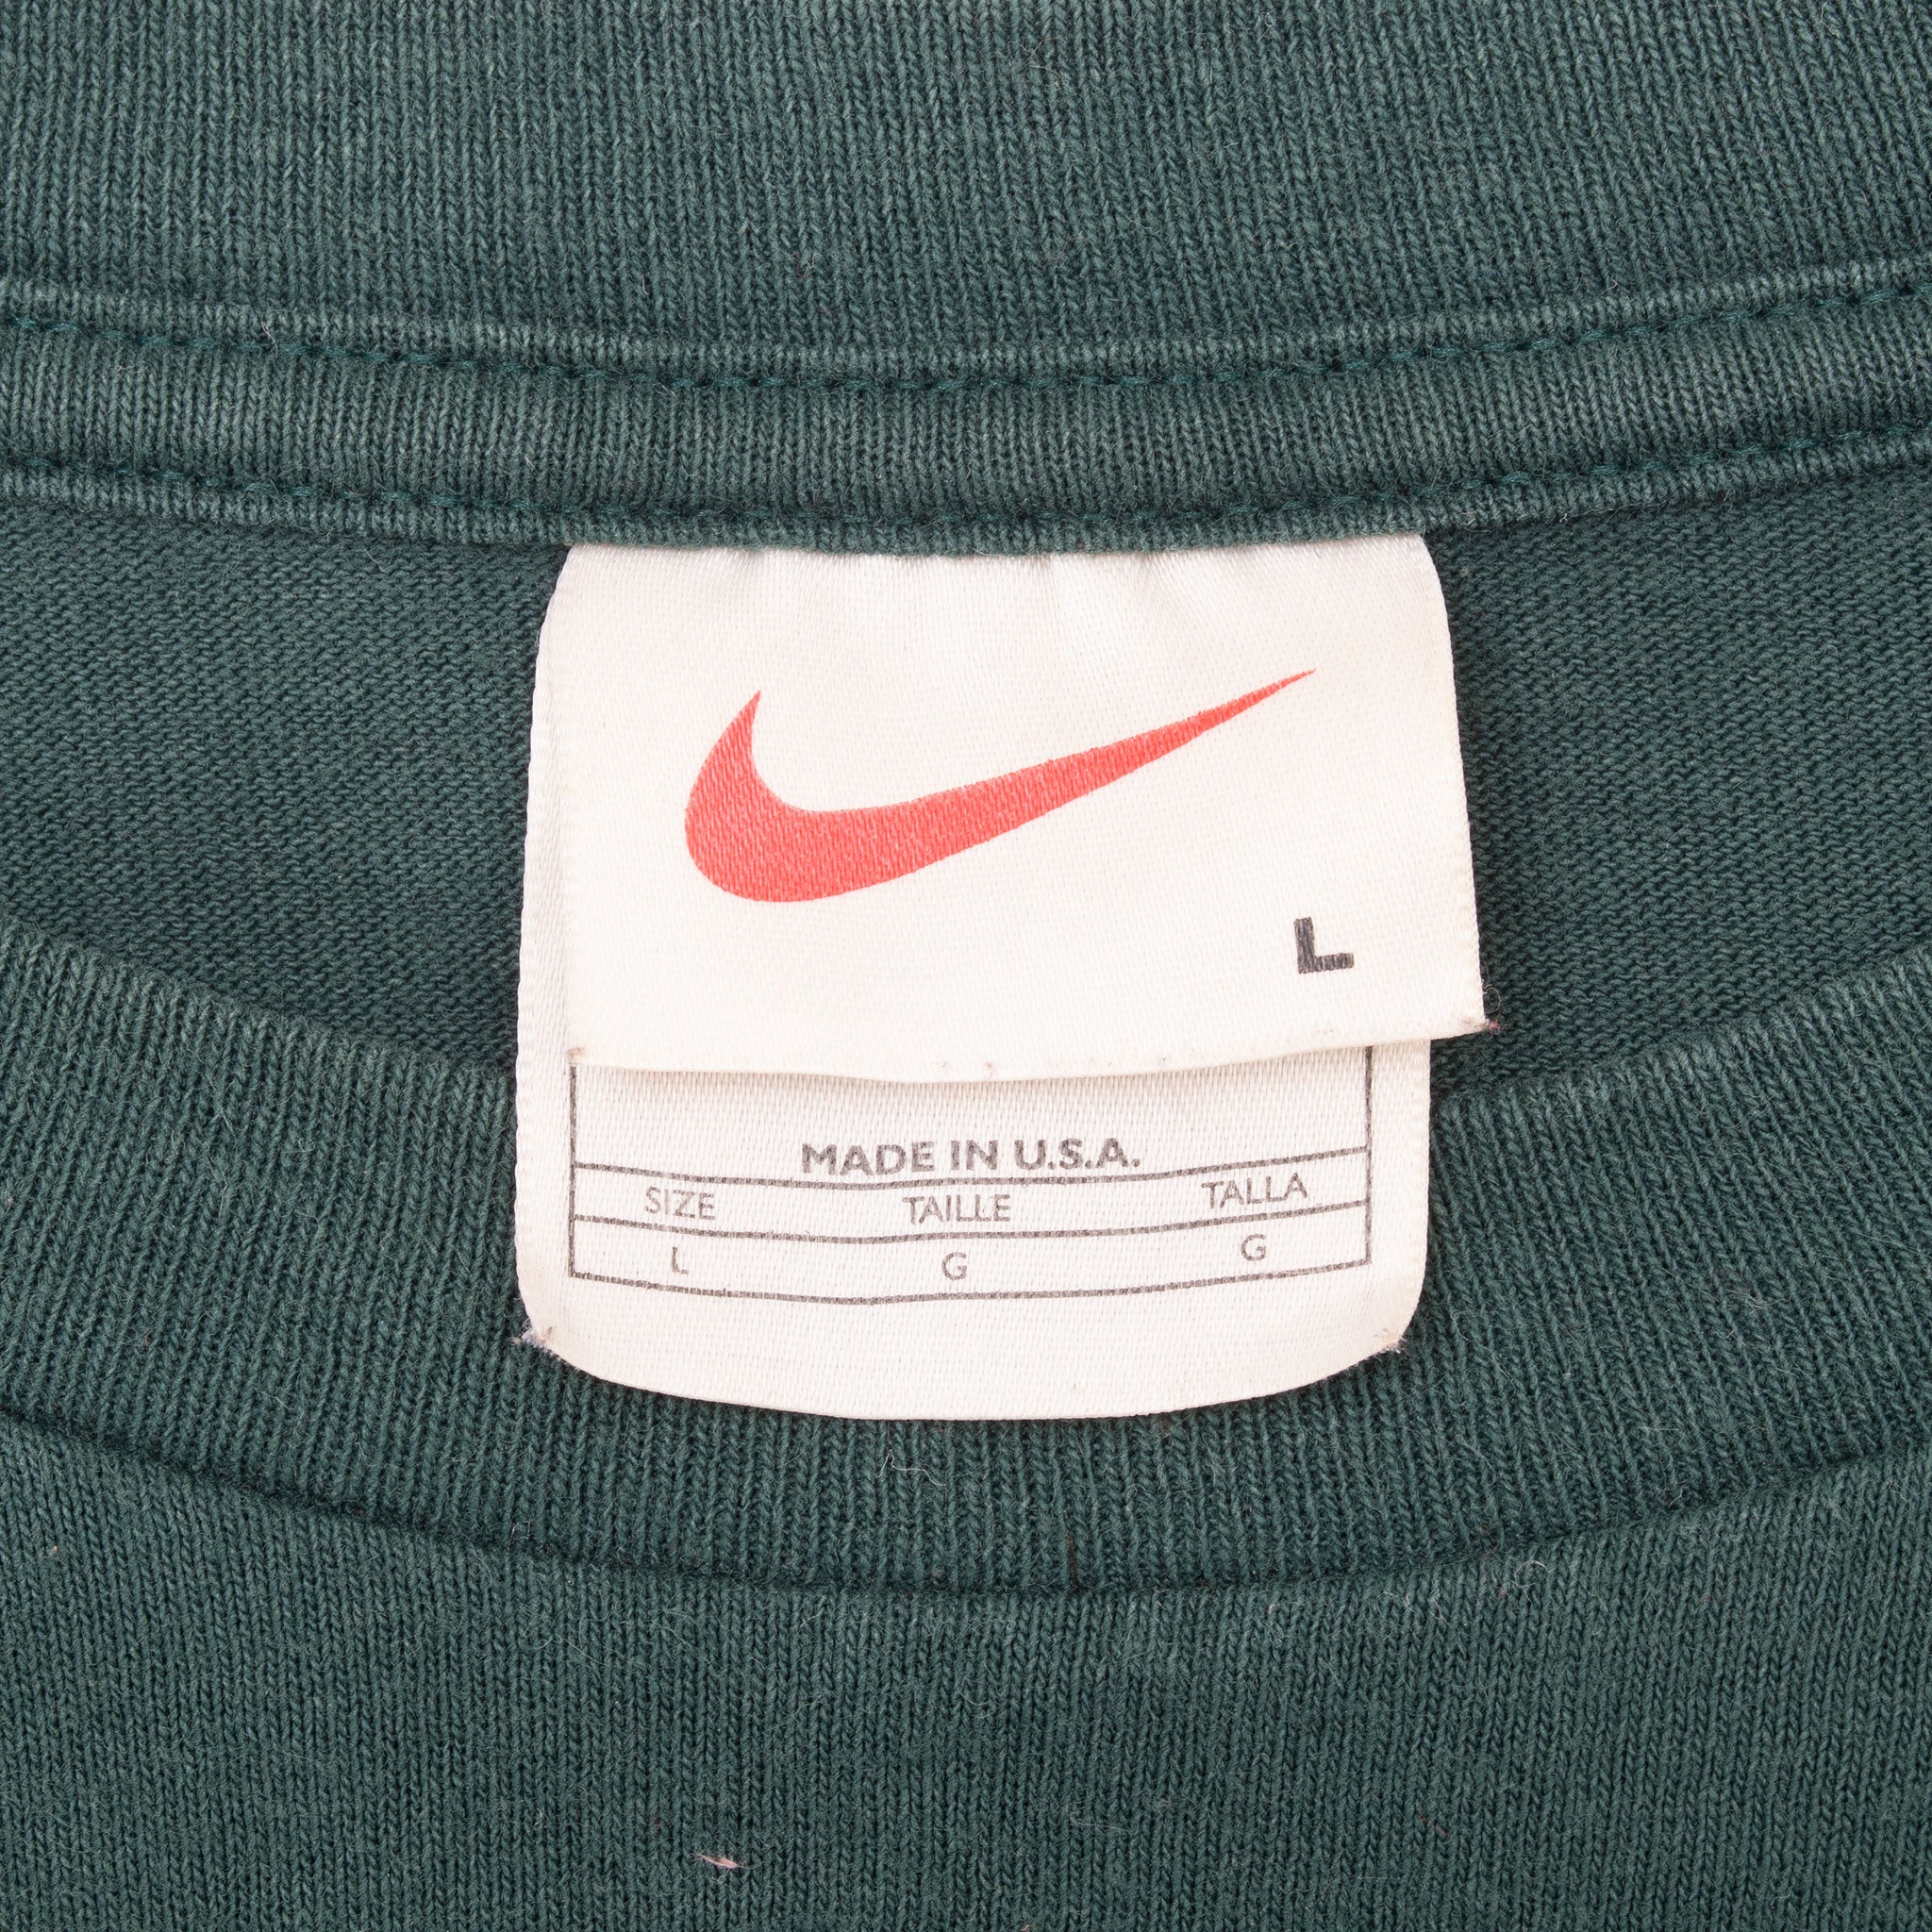 L
MADE IN U.S.A.
SIZE TAILLE TALLA
L G G